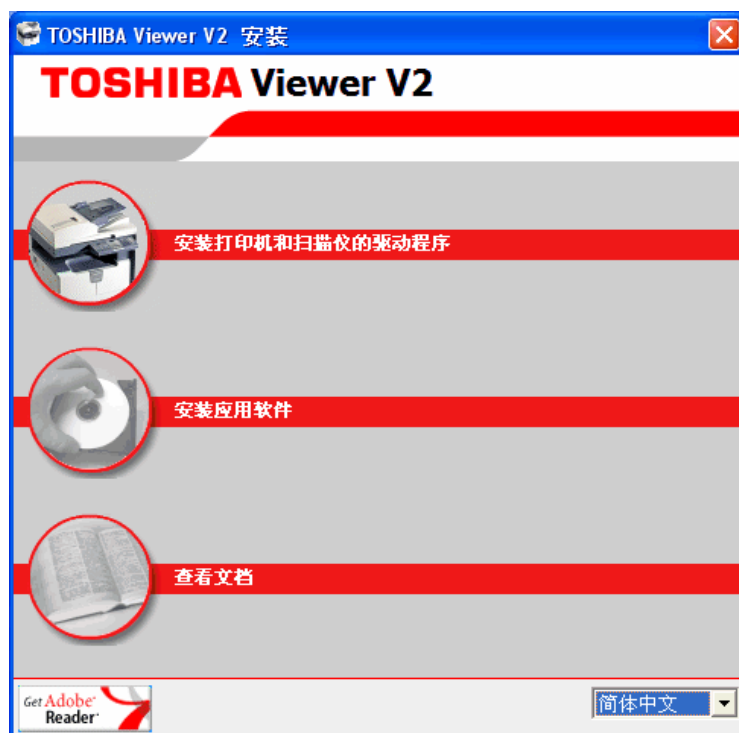 TOSHIBA Viewer V2 安装
TOSHIBA Viewer V2
安装打印机和扫描仪的驱动程序
安装应用软件
查看文档
Get Adobe®
Reader®
简体中文